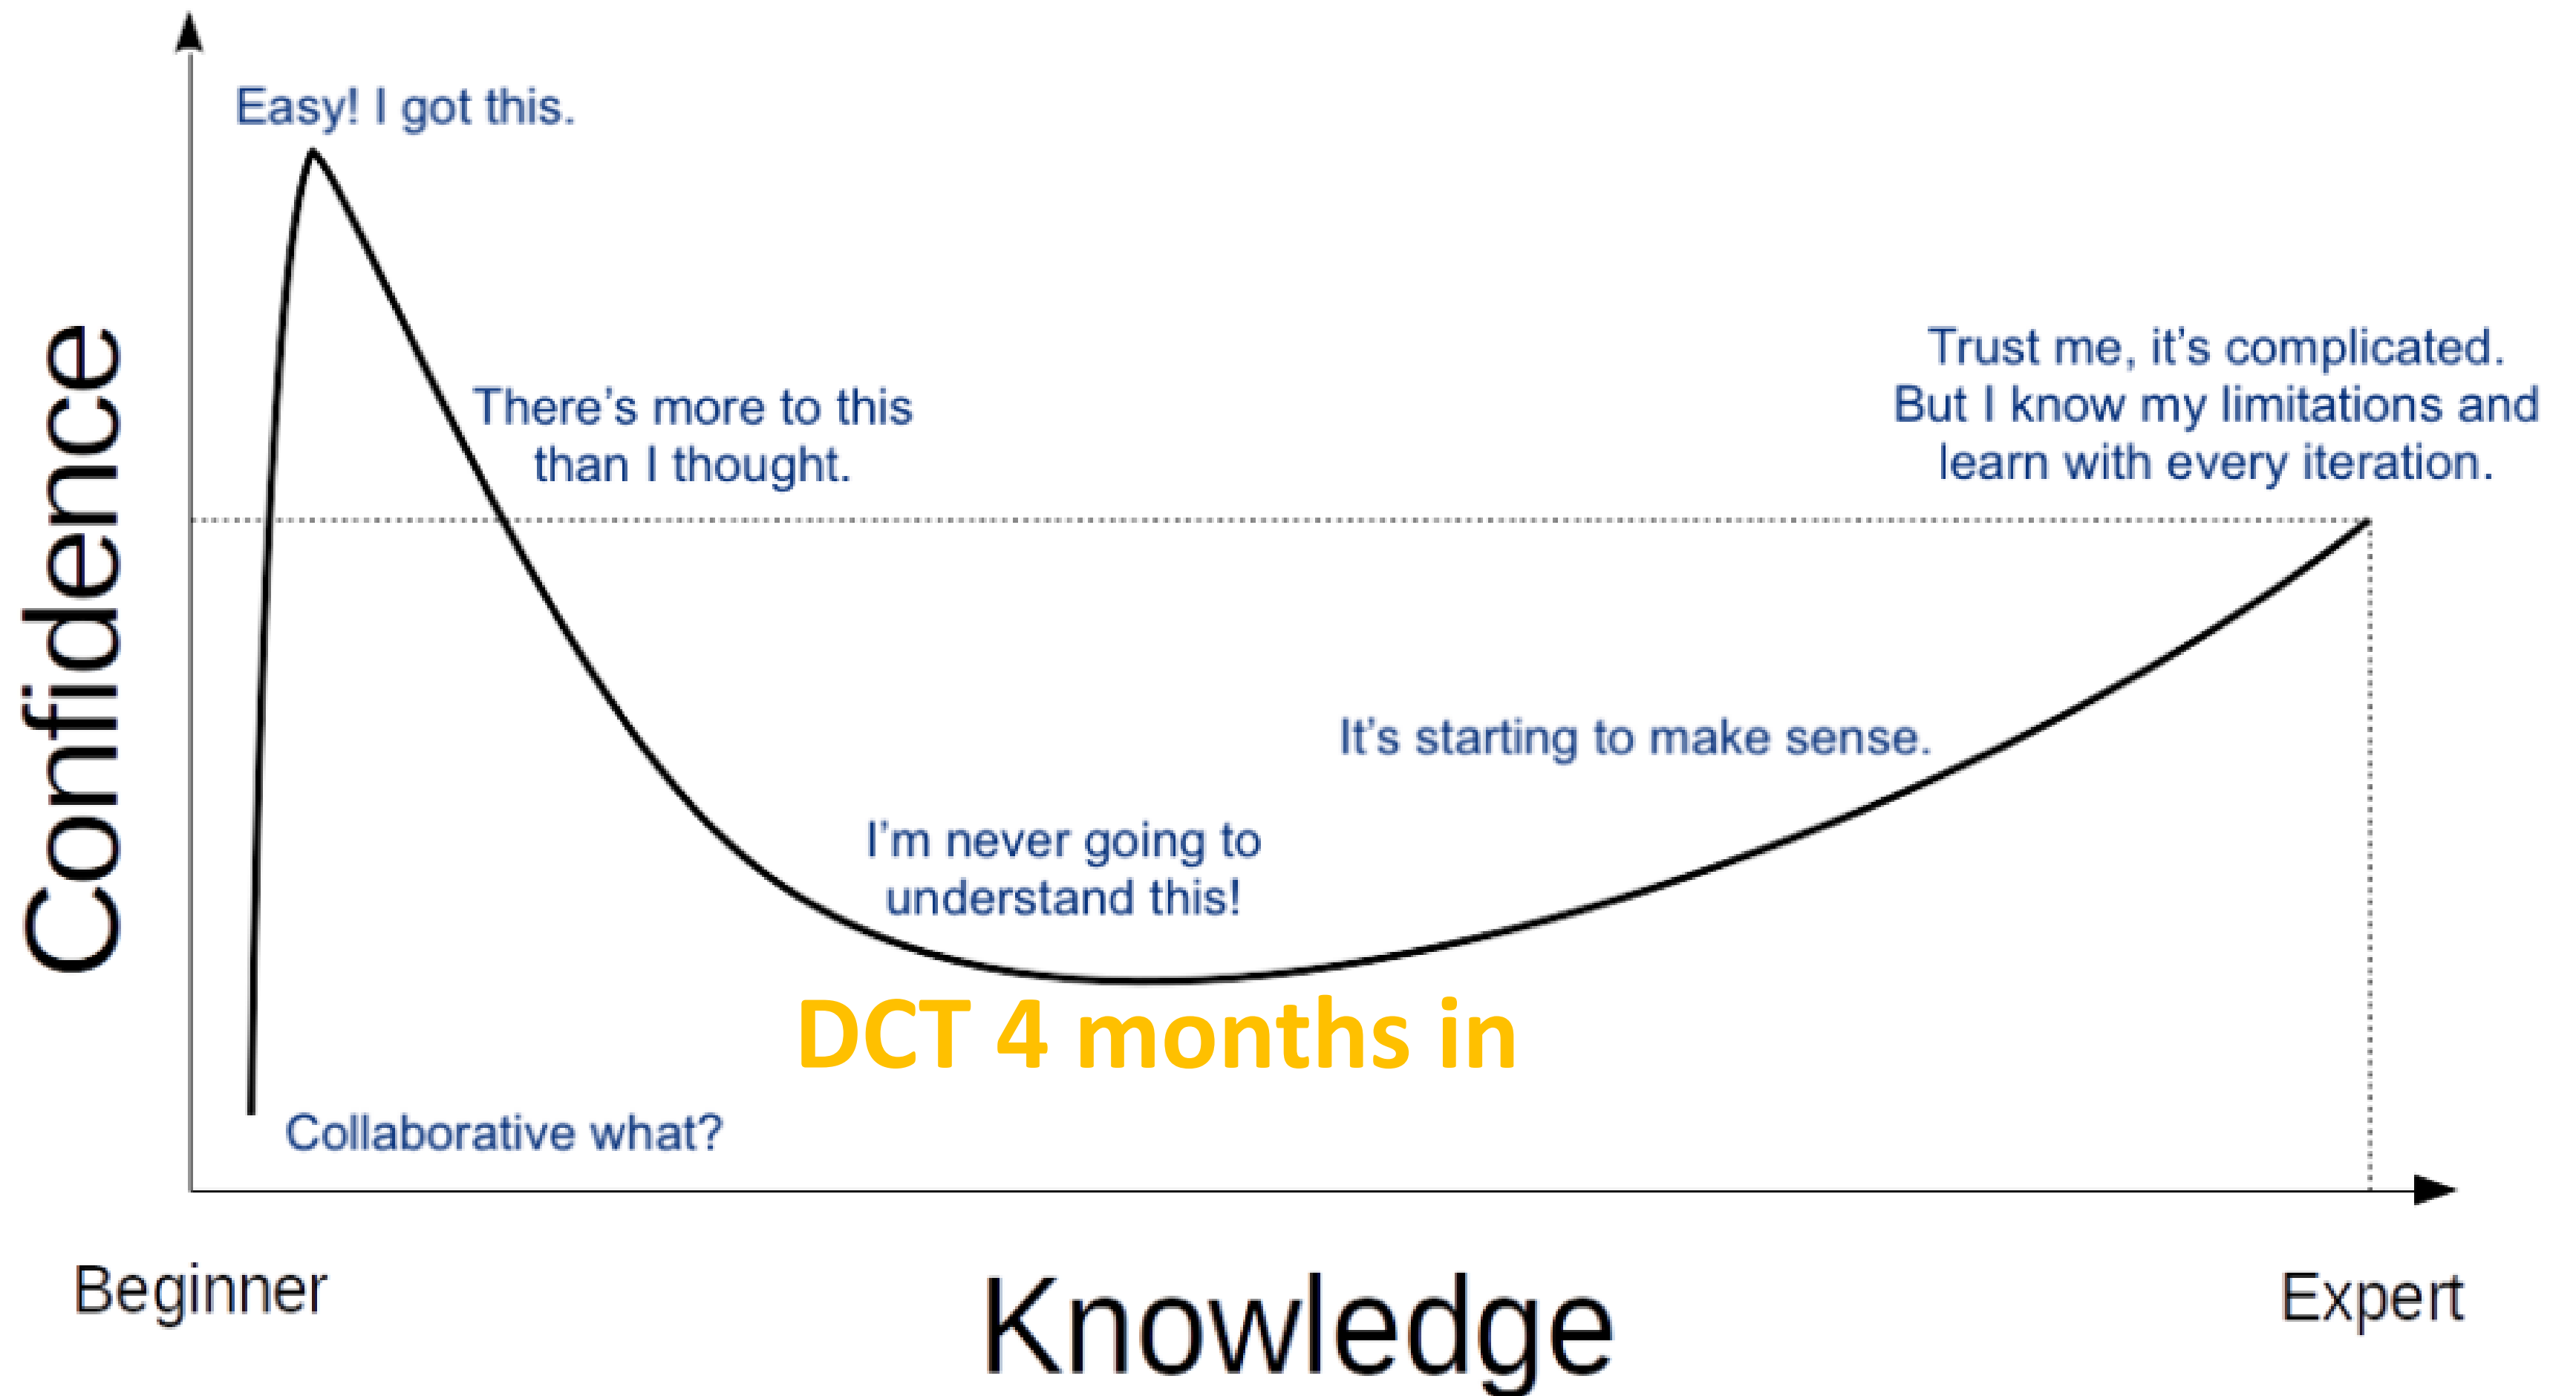 Easy! I got this.
There's more to this
than I thought.
Trust me, it's complicated.
But I know my limitations and
learn with every iteration.
Confidence
It's starting to make sense.
I'm never going to
understand this!
DCT 4 months in
Collaborative what?
Beginner
Knowledge
Expert